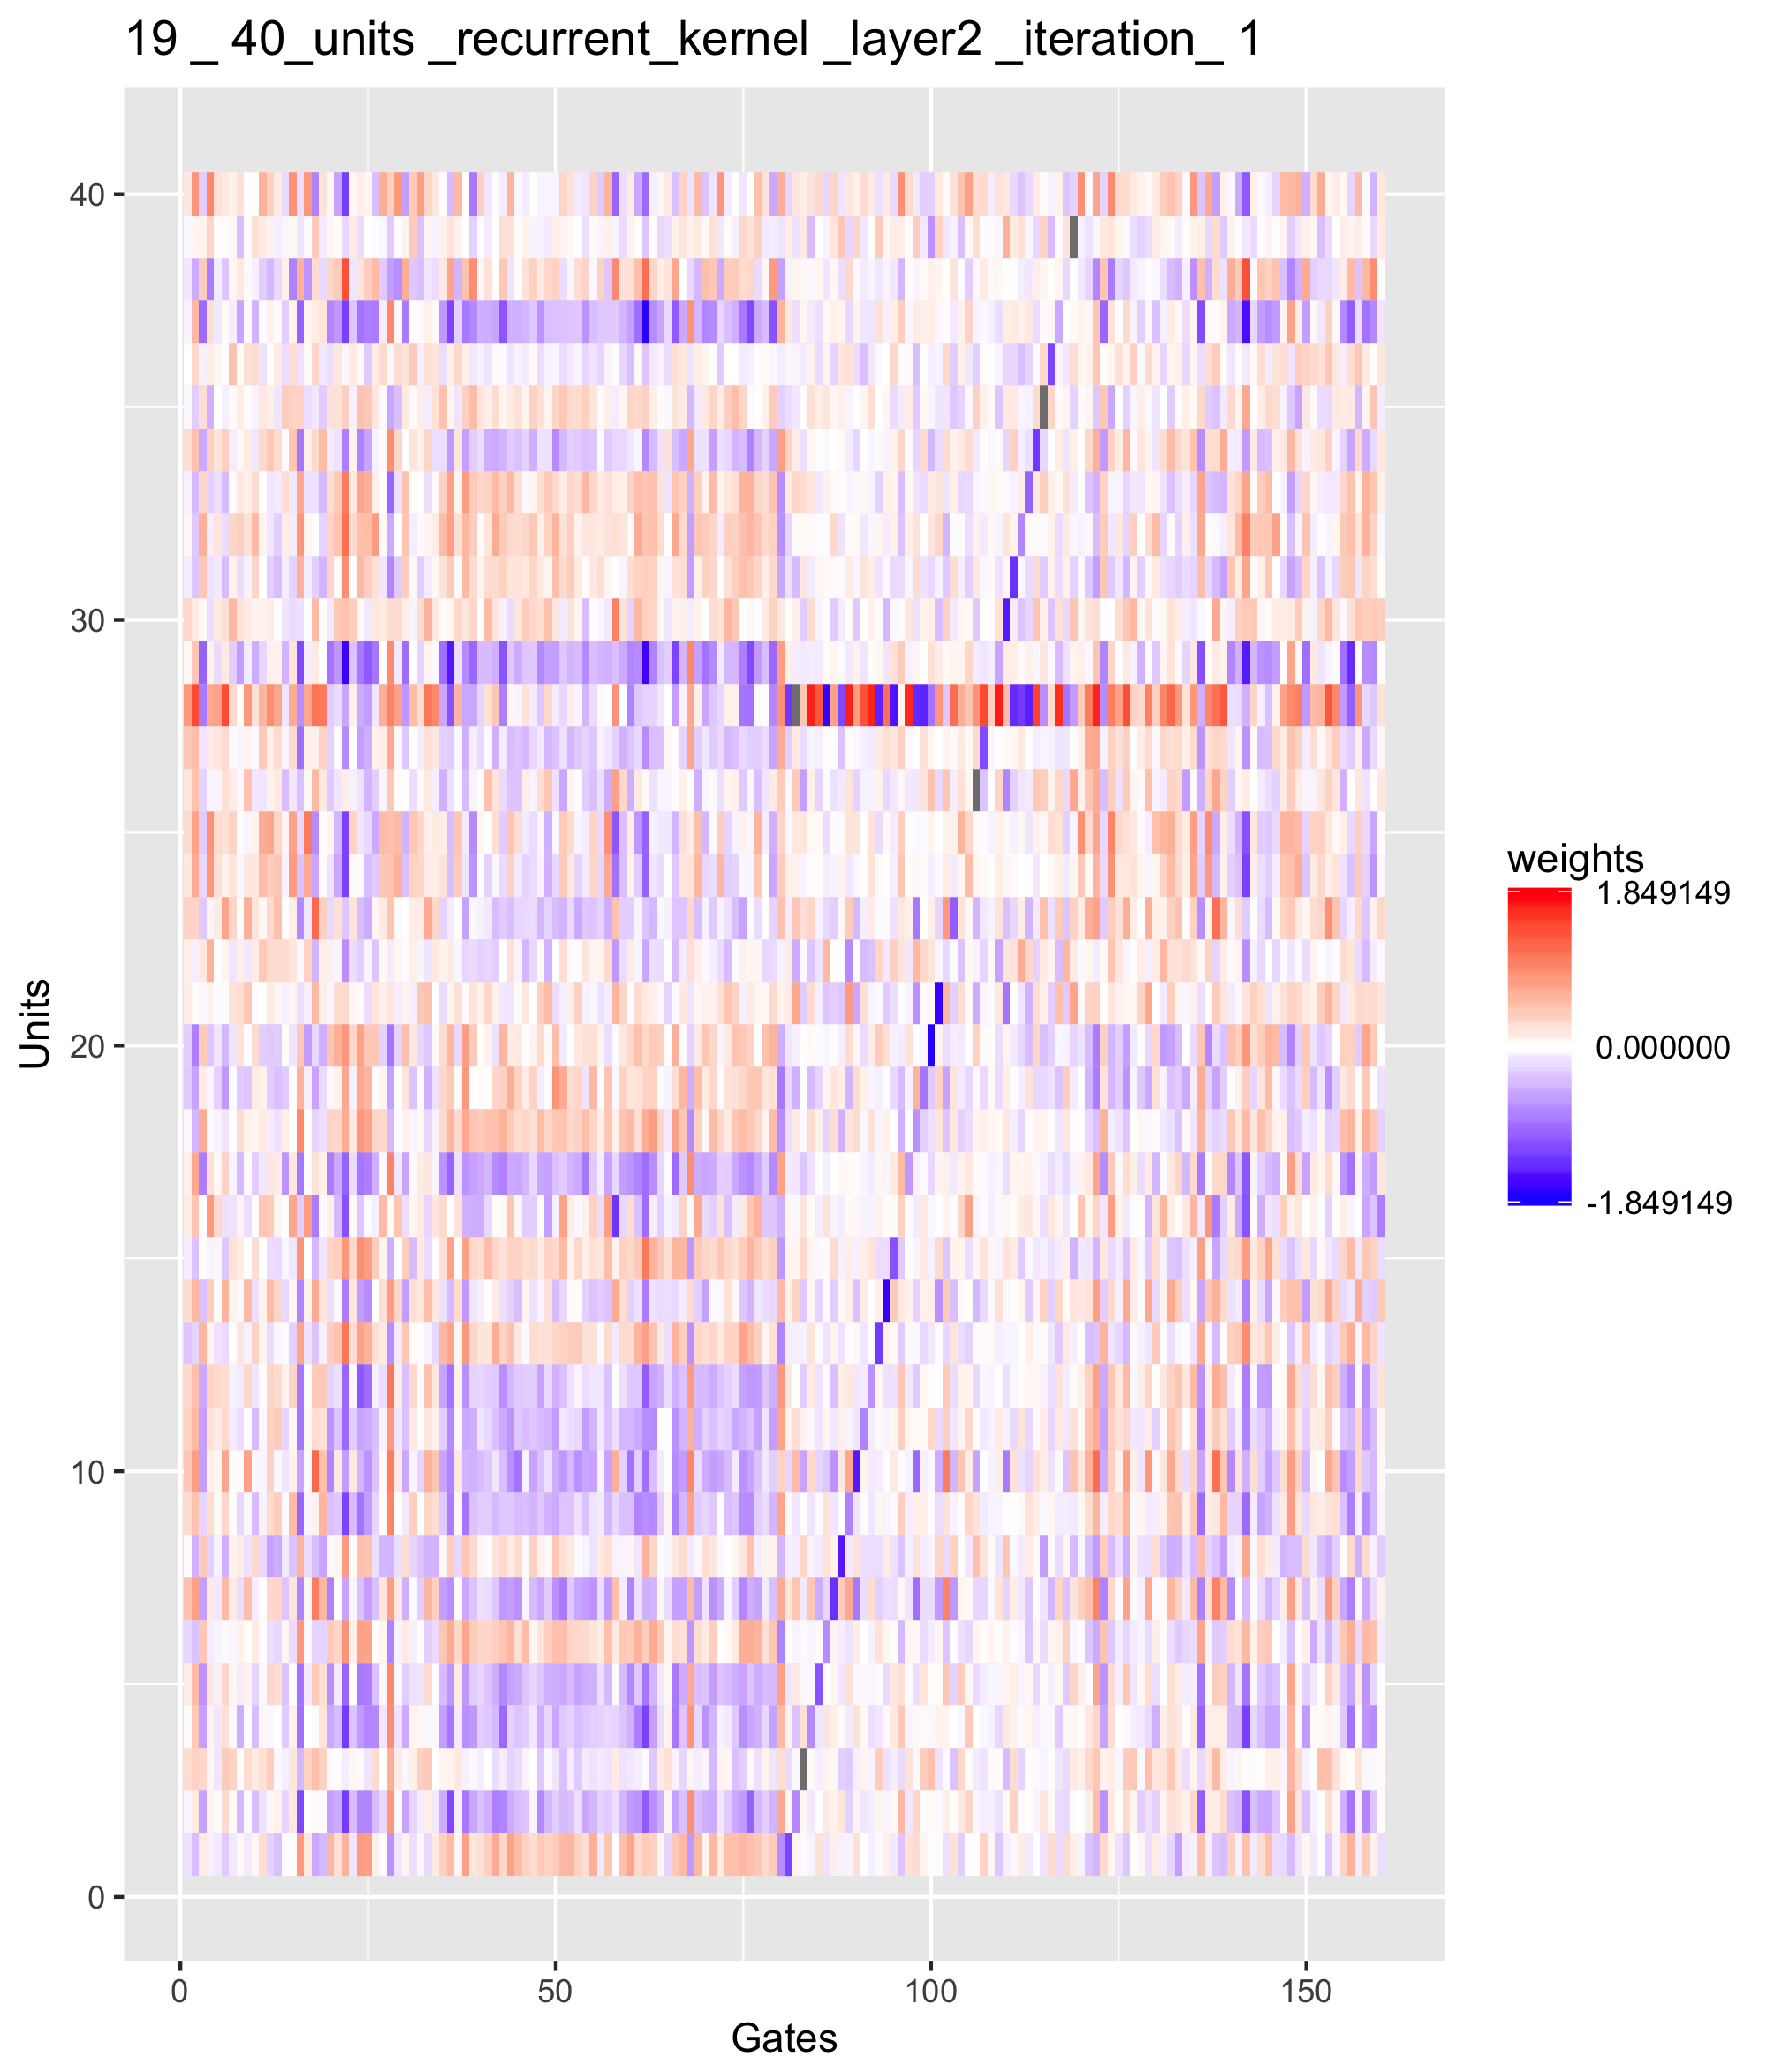 19 _ 40_units _recurrent_kernel _layer2 _iteration_ 1
40
30
20
10
0
Units
0 50 100 150
Gates
weights
1.849149
0.000000
-1.849149